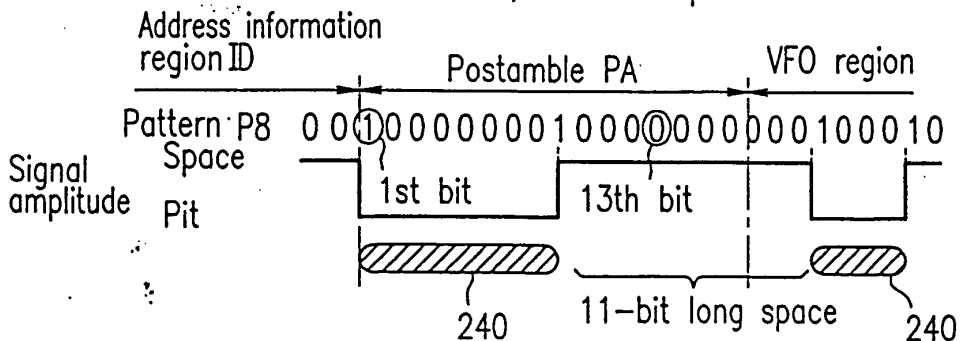 Address information
region ID
Postamble PA
VFO region
Pattern P8 0 0 1 0 0 0 0 0 0 0 1 0 0 0 0 0 0 0 0 0 0 1 0 0 0 1 0
Space
Signal
amplitude
1st bit
13th bit
Pit
11-bit long space
240
240